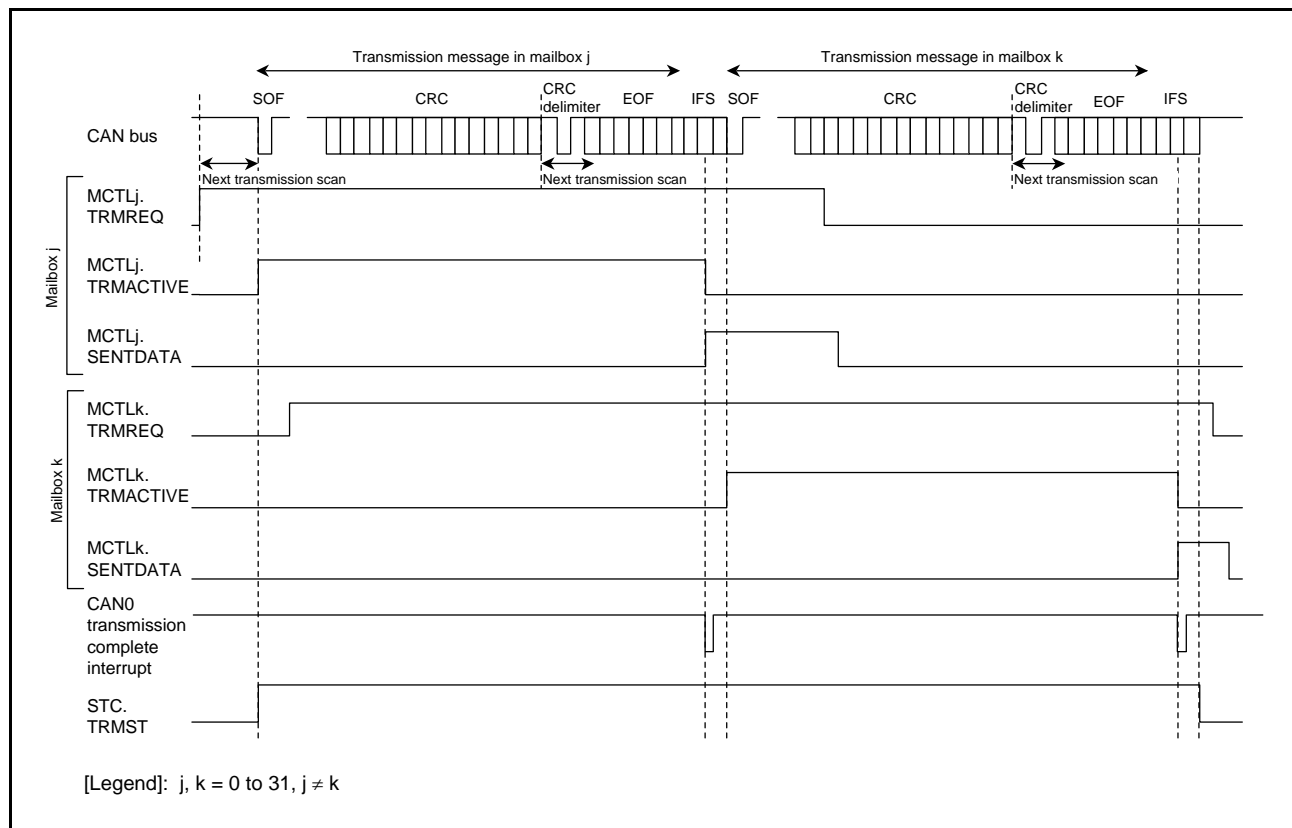 Transmission message in mailbox j
Transmission message in mailbox k
SOF
CRC
CRC
delimiter
EOF
IFS
SOF
CRC
CRC
delimiter
EOF
IFS
CAN bus
Next transmission scan
Next transmission scan
Next transmission scan
Mailbox j
MCTLj.
TRMREQ
MCTLj.
TRMACTIVE
MCTLj.
SENTDATA
Mailbox k
MCTLk.
TRMREQ
MCTLk.
TRMACTIVE
MCTLk.
SENTDATA
CAN0
transmission
complete
interrupt
STC.
TRMST
[Legend]: j, k = 0 to 31, j ≠ k